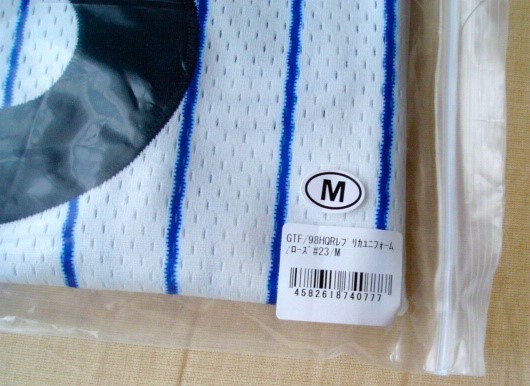 M
GTF/98HQRﾚﾌﾟﾘｶﾕﾆﾌｫｰﾑ
/ﾛｰｽﾞ#23/M
4582618740777